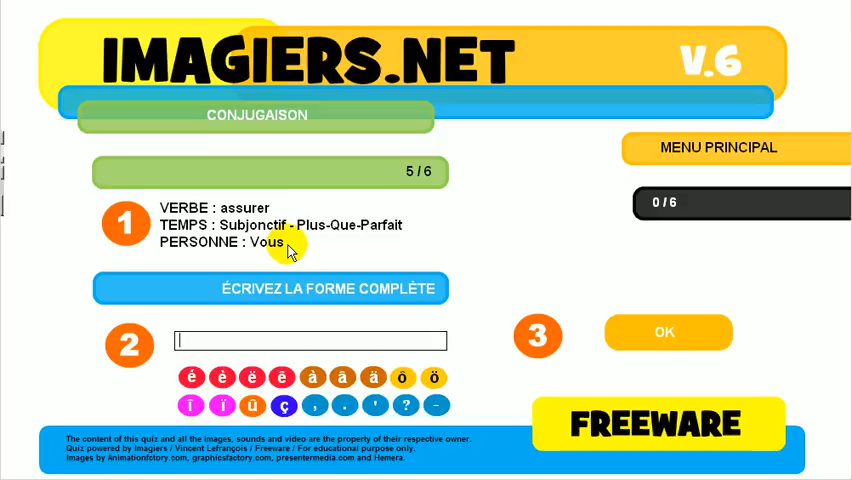 IMAGIERS.NET
V.6
CONJUGAISON
MENU PRINCIPAL
5 / 6
0 / 6
1
VERBE : assurer
TEMPS : Subjonctif - Plus-Que-Parfait
PERSONNE : Vous
ÉCRIVEZ LA FORME COMPLÈTE
2
3
OK
é è ë ê à â ä ô ö
î ï û ç , . ' ? -
FREEWARE
The content of this quiz and all the images, sounds and video are the property of their respective owner.
Quiz powered by Imagiers / Vincent Lefrançois / Freeware / For educational purpose only.
Images by Animationfctory.com, graphicsfactory.com, presentermedia.com and Hemera.